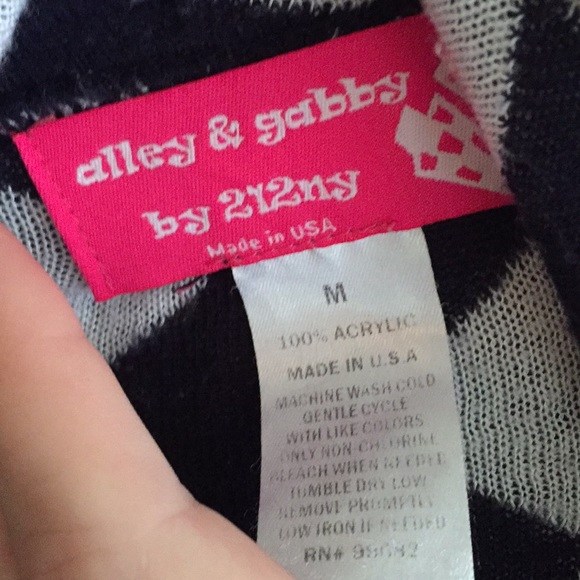 alley & gabby
by 212ny
Made in USA
M
100% ACRYLIC
MADE IN U.S.A
MACHINE WASH COLD
GENTLE CYCLE
WITH LIKE COLORS
ONLY NON-CHLORINE
BLEACH WHEN NEEDED
TUMBLE DRY LOW
REMOVE PROMPTLY
LOW IRON IF NEEDED
RN#